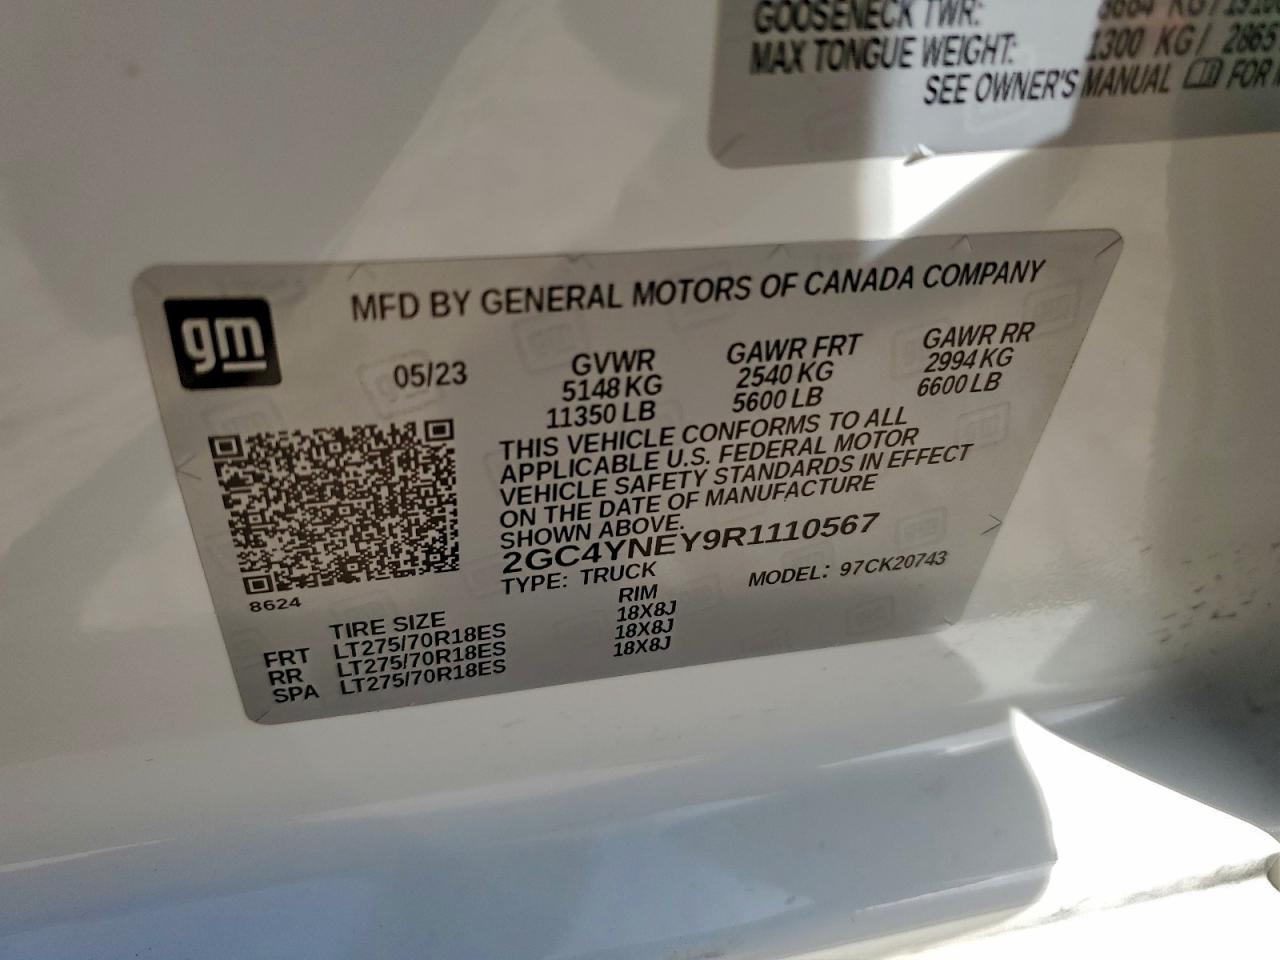 GOOSENECK TWR:
MAX TONGUE WEIGHT: 1300 KG/ 2865
SEE OWNER'S MANUAL FOR
gm
MFD BY GENERAL MOTORS OF CANADA COMPANY
05/23 GVWR GAWR FRT GAWR RR
5148 KG 2540 KG 2994 KG
11350 LB 5600 LB 6600 LB
THIS VEHICLE CONFORMS TO ALL
APPLICABLE U.S. FEDERAL MOTOR
VEHICLE SAFETY STANDARDS IN EFFECT
ON THE DATE OF MANUFACTURE
SHOWN ABOVE.
2GC4YNEY9R1110567
TYPE: TRUCK MODEL: 97CK20743
8624
TIRE SIZE RIM
FRT LT275/70R18ES 18X8J
RR LT275/70R18ES 18X8J
SPA LT275/70R18ES 18X8J